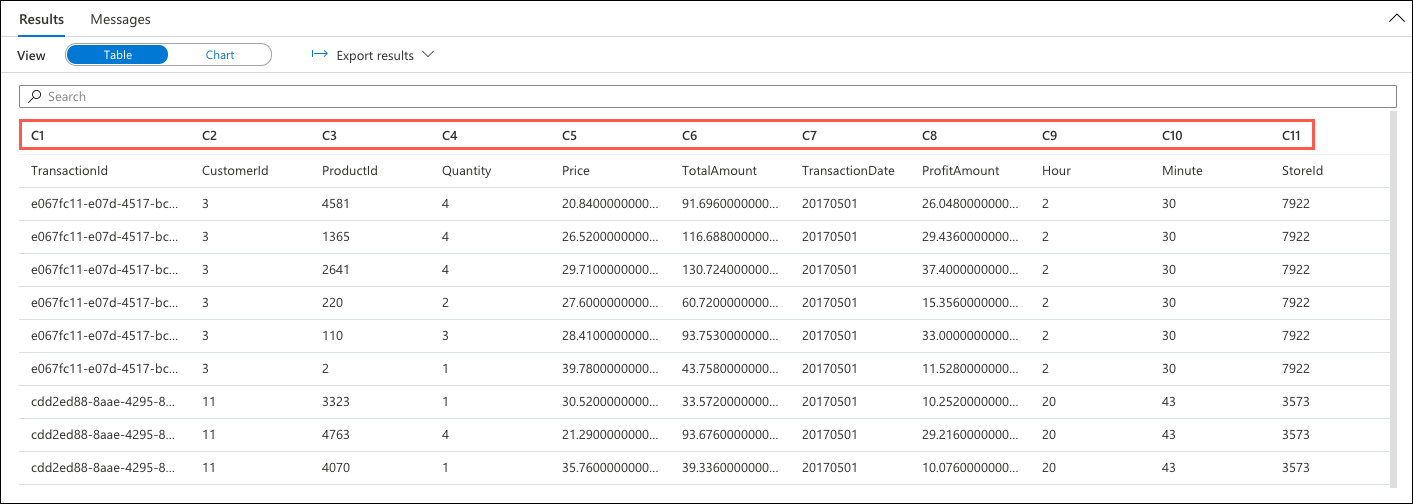 Results Messages
View Table Chart Export results
Search
C1 C2 C3 C4 C5 C6 C7 C8 C9 C10 C11
TransactionId CustomerId ProductId Quantity Price TotalAmount TransactionDate ProfitAmount Hour Minute StoreId
e067fc11-e07d-4517-bc... 3 4581 4 20.8400000000... 91.6960000000... 20170501 26.0480000000... 2 30 7922
e067fc11-e07d-4517-bc... 3 1365 4 26.5200000000... 116.688000000... 20170501 29.4360000000... 2 30 7922
e067fc11-e07d-4517-bc... 3 2641 4 29.7100000000... 130.724000000... 20170501 37.4000000000... 2 30 7922
e067fc11-e07d-4517-bc... 3 220 2 27.6000000000... 60.7200000000... 20170501 15.3560000000... 2 30 7922
e067fc11-e07d-4517-bc... 3 110 3 28.4100000000... 93.7530000000... 20170501 33.0000000000... 2 30 7922
e067fc11-e07d-4517-bc... 3 2 1 39.7800000000... 43.7580000000... 20170501 11.5280000000... 2 30 7922
cdd2ed88-8aae-4295-8... 11 3323 1 30.5200000000... 33.5720000000... 20170501 10.2520000000... 20 43 3573
cdd2ed88-8aae-4295-8... 11 4763 4 21.2900000000... 93.6760000000... 20170501 29.2160000000... 20 43 3573
cdd2ed88-8aae-4295-8... 11 4070 1 35.7600000000... 39.3360000000... 20170501 10.0760000000... 20 43 3573